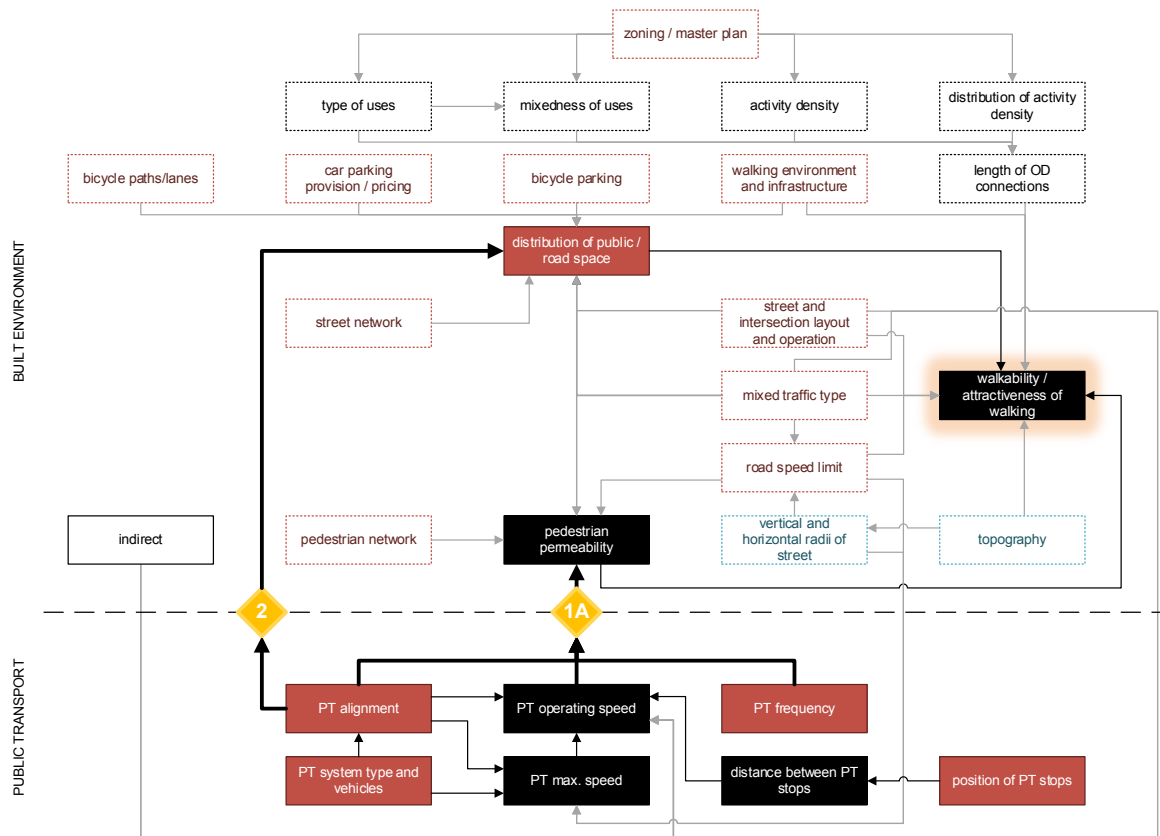 zoning / master plan
type of uses
mixedness of uses
activity density
distribution of activity
density
bicycle paths/lanes
car parking
provision / pricing
bicycle parking
walking environment
and infrastructure
length of OD
connections
BUILT ENVIRONMENT
distribution of public /
road space
street network
street and
intersection layout
and operation
mixed traffic type
walkability /
attractiveness of
walking
road speed limit
indirect
pedestrian network
pedestrian
permeability
vertical and
horizontal radii of
street
topography
2
1A
PUBLIC TRANSPORT
PT alignment
PT operating speed
PT frequency
PT system type and
vehicles
PT max. speed
distance between PT
stops
position of PT stops